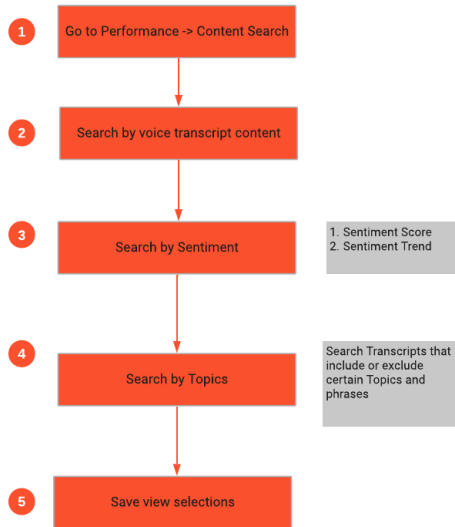 1
Go to Performance -> Content Search
2
Search by voice transcript content
3
Search by Sentiment
1. Sentiment Score
2. Sentiment Trend
4
Search by Topics
Search Transcripts that
include or exclude
certain Topics and
phrases
5
Save view selections